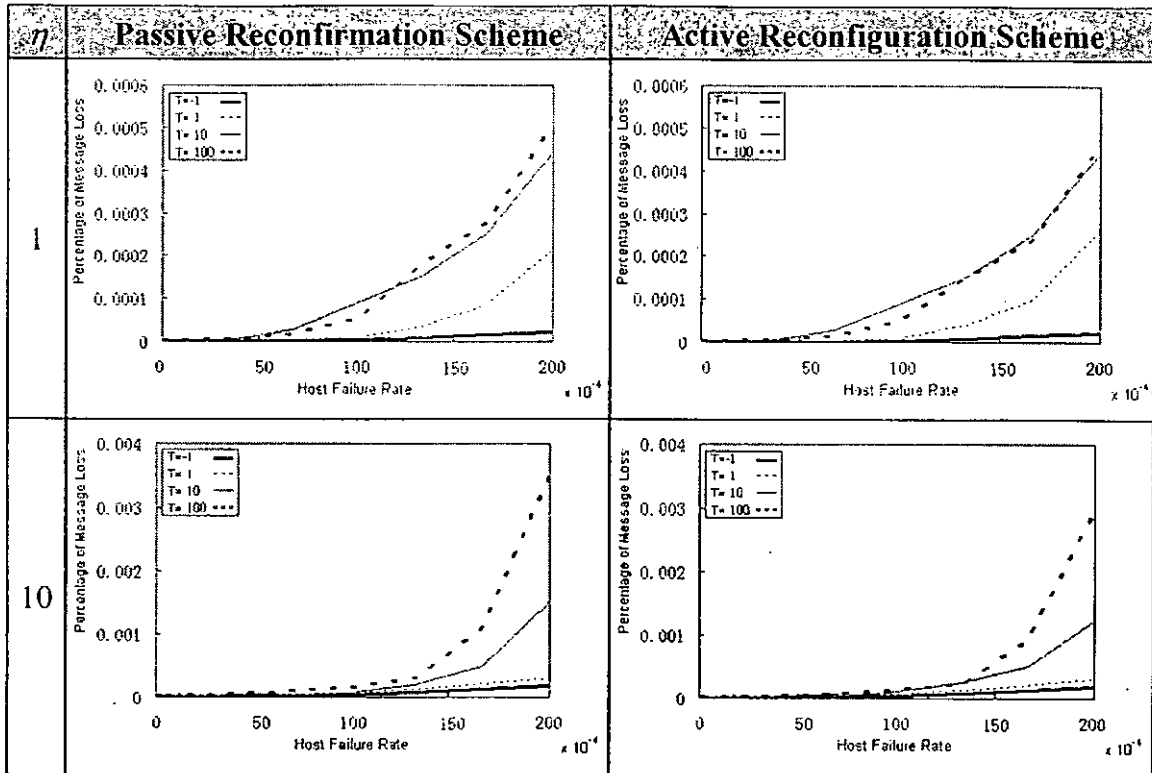 η Passive Reconfirmation Scheme Active Reconfiguration Scheme
1
Percentage of Message Loss
0.0006
0.0005
0.0004
0.0003
0.0002
0.0001
0
T=-1
T= 1
T= 10
T= 100
0 50 100 150 200
Host Failure Rate
x 10⁻⁴
Percentage of Message Loss
0.0006
0.0005
0.0004
0.0003
0.0002
0.0001
0
T=-1
T= 1
T= 10
T= 100
0 50 100 150 200
Host Failure Rate
x 10⁻⁴
10
Percentage of Message Loss
0.004
0.003
0.002
0.001
0
T=-1
T= 1
T= 10
T= 100
0 50 100 150 200
Host Failure Rate
x 10⁻⁴
Percentage of Message Loss
0.004
0.003
0.002
0.001
0
T=-1
T= 1
T= 10
T= 100
0 50 100 150 200
Host Failure Rate
x 10⁻⁴